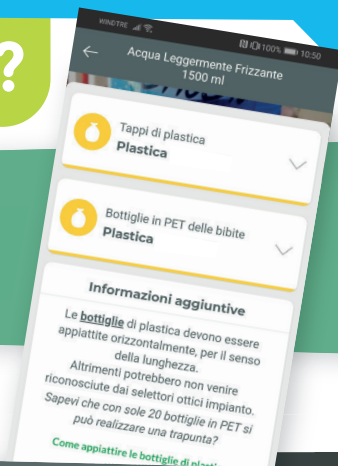 ?
WINDTRE
100% 10:50
Acqua Leggermente Frizzante
1500 ml
Tappi di plastica
Plastica
Bottiglie in PET delle bibite
Plastica
Informazioni aggiuntive
Le bottiglie di plastica devono essere
appiattite orizzontalmente, per il senso
della lunghezza.
Altrimenti potrebbero non venire
riconosciute dai selettori ottici impianto.
Sapevi che con sole 20 bottiglie in PET si
può realizzare una trapunta?
Come appiattire le bottiglie di